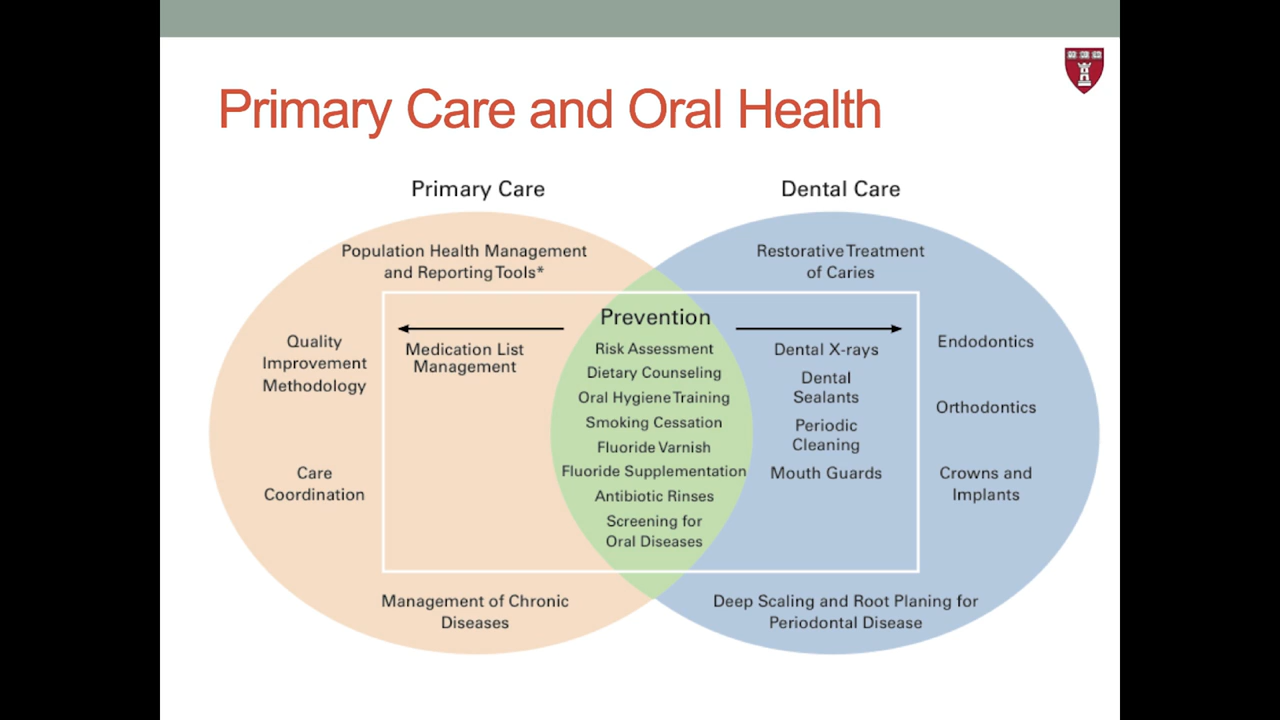 Primary Care and Oral Health
Primary Care
Dental Care
Population Health Management
and Reporting Tools*
Quality
Improvement
Methodology
Care
Coordination
Management of Chronic
Diseases
Medication List
Management
Prevention
Risk Assessment
Dietary Counseling
Oral Hygiene Training
Smoking Cessation
Fluoride Varnish
Fluoride Supplementation
Antibiotic Rinses
Screening for
Oral Diseases
Dental X-rays
Dental
Sealants
Periodic
Cleaning
Mouth Guards
Restorative Treatment
of Caries
Endodontics
Orthodontics
Crowns and
Implants
Deep Scaling and Root Planing for
Periodontal Disease